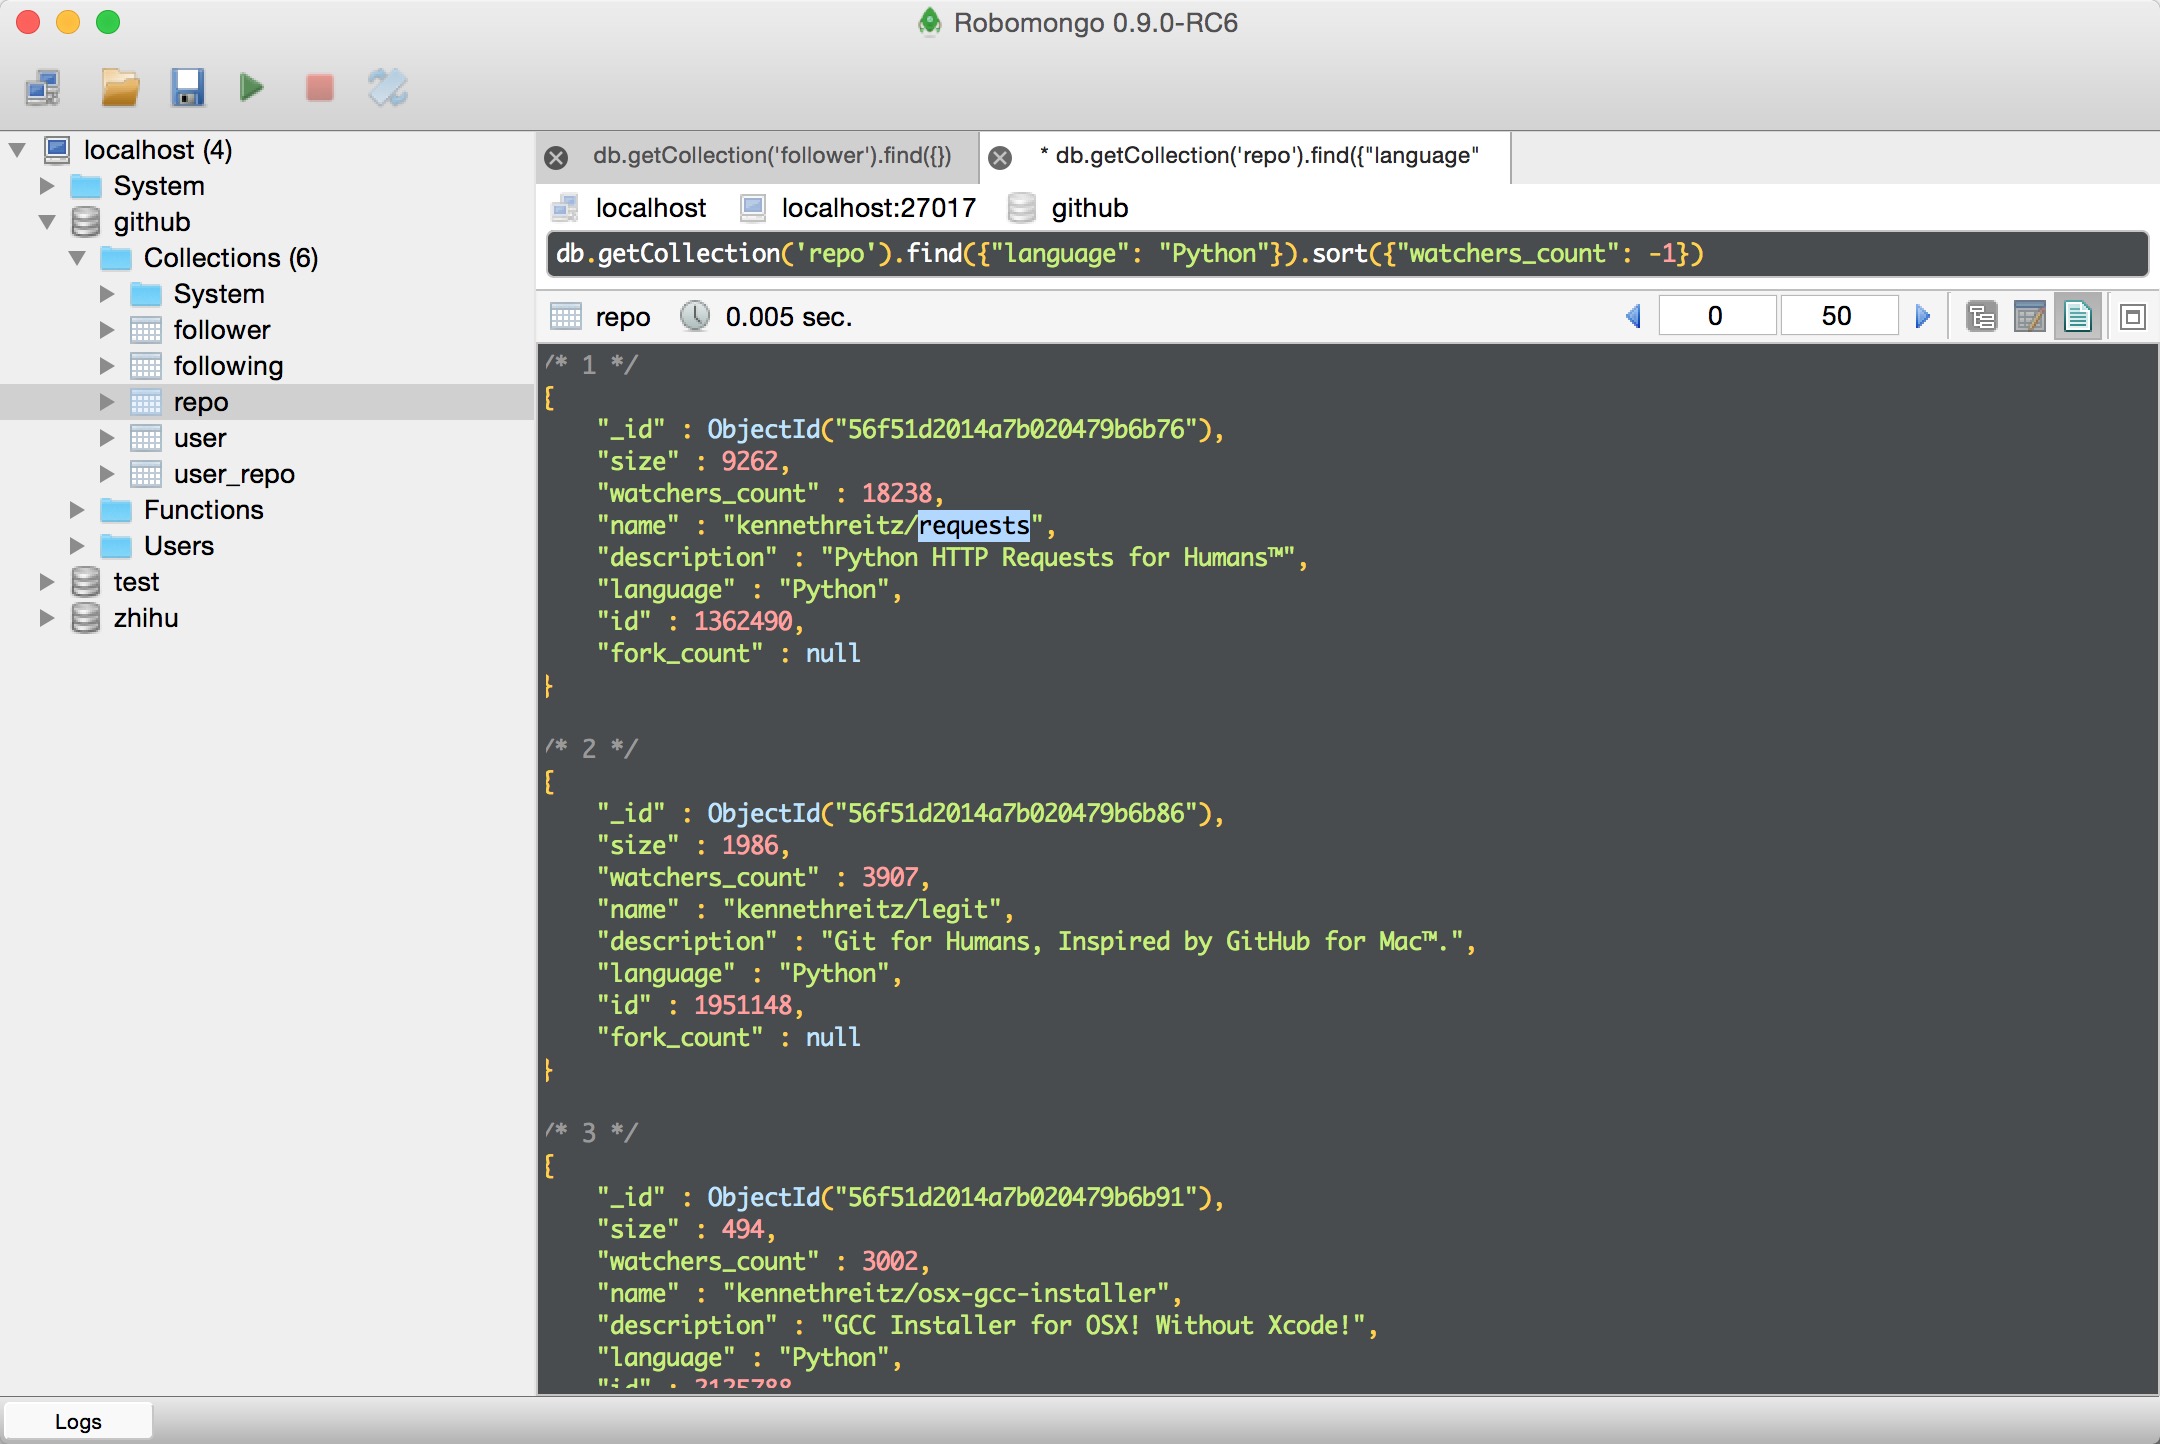 Robomongo 0.9.0-RC6
localhost (4)
System
github
Collections (6)
System
follower
following
repo
user
user_repo
Functions
Users
test
zhihu
db.getCollection('follower').find({})
* db.getCollection('repo').find({"language"
localhost localhost:27017 github
db.getCollection('repo').find({"language": "Python"}).sort({"watchers_count": -1})
repo 0.005 sec. 0 50
/* 1 */
{
"_id" : ObjectId("56f51d2014a7b020479b6b76"),
"size" : 9262,
"watchers_count" : 18238,
"name" : "kennethreitz/requests",
"description" : "Python HTTP Requests for Humans™",
"language" : "Python",
"id" : 1362490,
"fork_count" : null
}
/* 2 */
{
"_id" : ObjectId("56f51d2014a7b020479b6b86"),
"size" : 1986,
"watchers_count" : 3907,
"name" : "kennethreitz/legit",
"description" : "Git for Humans, Inspired by GitHub for Mac™.",
"language" : "Python",
"id" : 1951148,
"fork_count" : null
}
/* 3 */
{
"_id" : ObjectId("56f51d2014a7b020479b6b91"),
"size" : 494,
"watchers_count" : 3002,
"name" : "kennethreitz/osx-gcc-installer",
"description" : "GCC Installer for OSX! Without Xcode!",
"language" : "Python",
"id" : 2125788
Logs